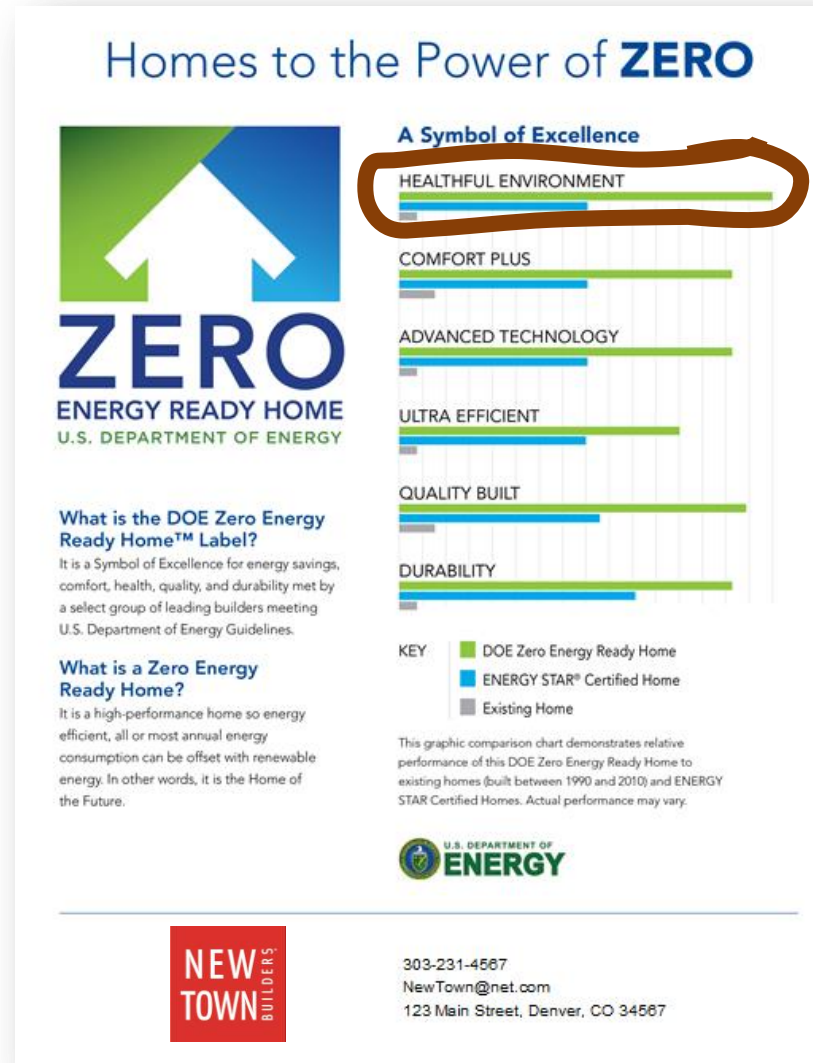 Homes to the Power of ZERO
ZERO
ENERGY READY HOME
U.S. DEPARTMENT OF ENERGY
What is the DOE Zero Energy
Ready Home™ Label?
It is a Symbol of Excellence for energy savings,
comfort, health, quality, and durability met by
a select group of leading builders meeting
U.S. Department of Energy Guidelines.
What is a Zero Energy
Ready Home?
It is a high-performance home so energy
efficient, all or most annual energy
consumption can be offset with renewable
energy. In other words, it is the Home of
the Future.
A Symbol of Excellence
HEALTHFUL ENVIRONMENT
COMFORT PLUS
ADVANCED TECHNOLOGY
ULTRA EFFICIENT
QUALITY BUILT
DURABILITY
KEY
DOE Zero Energy Ready Home
ENERGY STAR® Certified Home
Existing Home
This graphic comparison chart demonstrates relative
performance of this DOE Zero Energy Ready Home to
existing homes (built between 1990 and 2010) and ENERGY
STAR Certified Homes. Actual performance may vary.
U.S. DEPARTMENT OF
ENERGY
NEW
TOWN
BUILDERS
303-231-4567
NewTown@net.com
123 Main Street, Denver, CO 34567